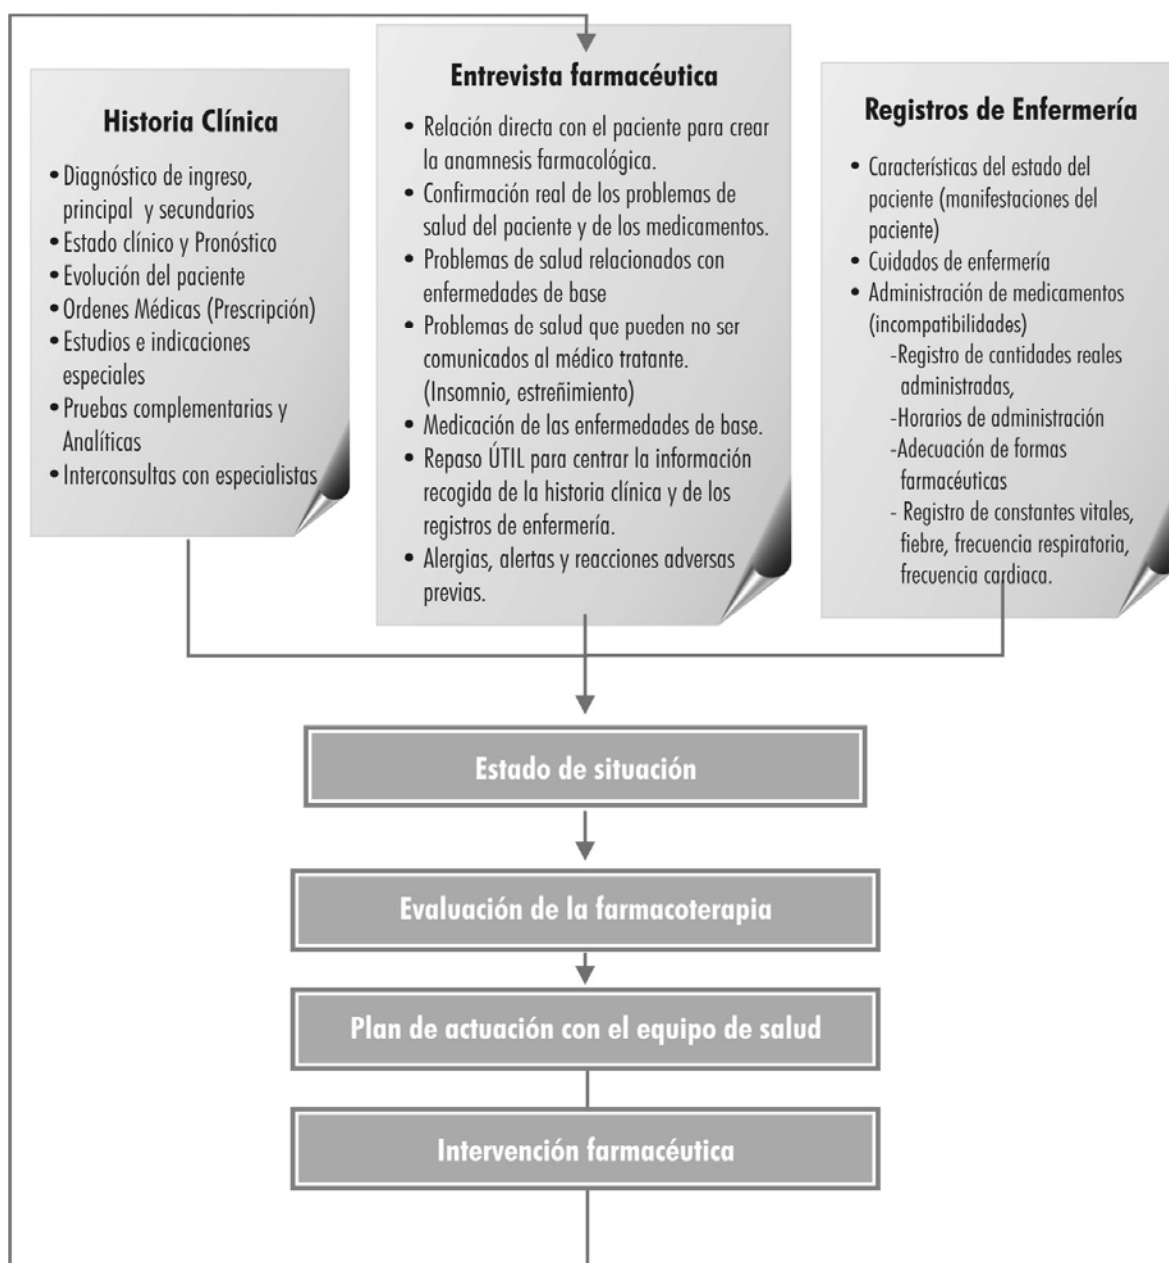 Historia Clínica
• Diagnóstico de ingreso,
principal y secundarios
• Estado clínico y Pronóstico
• Evolución del paciente
• Ordenes Médicas (Prescripción)
• Estudios e indicaciones
especiales
• Pruebas complementarias y
Analíticas
• Interconsultas con especialistas
Entrevista farmacéutica
• Relación directa con el paciente para crear
la anamnesis farmacológica.
• Confirmación real de los problemas de
salud del paciente y de los medicamentos.
• Problemas de salud relacionados con
enfermedades de base
• Problemas de salud que pueden no ser
comunicados al médico tratante.
(Insomnio, estreñimiento)
• Medicación de las enfermedades de base.
• Repaso ÚTIL para centrar la información
recogida de la historia clínica y de los
registros de enfermería.
• Alergias, alertas y reacciones adversas
previas.
Registros de Enfermería
• Características del estado del
paciente (manifestaciones del
paciente)
• Cuidados de enfermería
• Administración de medicamentos
(incompatibilidades)
-Registro de cantidades reales
administradas,
-Horarios de administración
-Adecuación de formas
farmacéuticas
- Registro de constantes vitales,
fiebre, frecuencia respiratoria,
frecuencia cardiaca.
Estado de situación
Evaluación de la farmacoterapia
Plan de actuación con el equipo de salud
Intervención farmacéutica